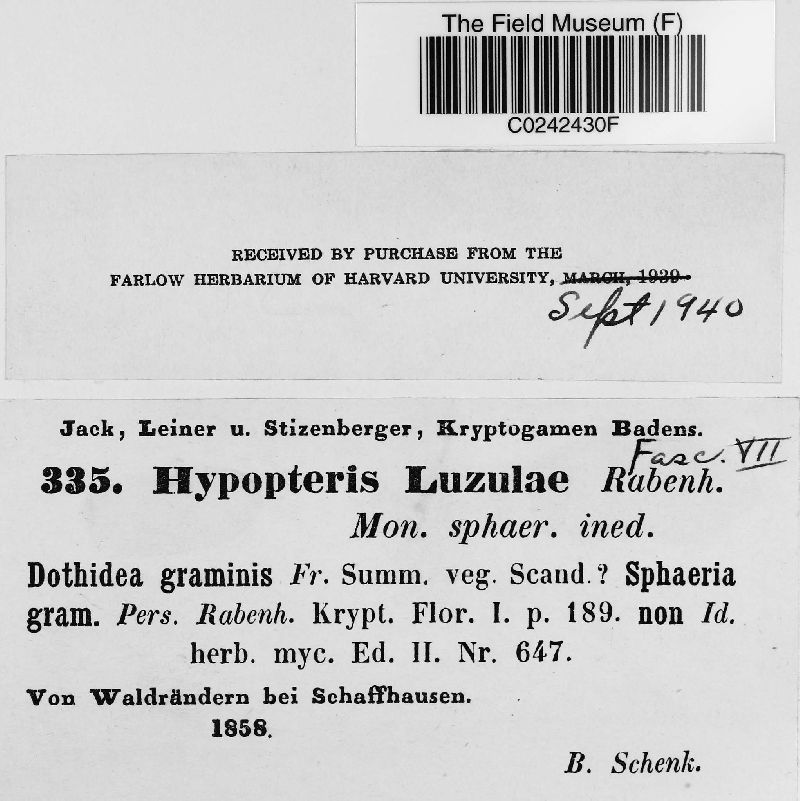 The Field Museum (F)
C0242430F
RECEIVED BY PURCHASE FROM THE
FARLOW HERBARIUM OF HARVARD UNIVERSITY, MARCH, 1939
Sept 1940
Jack, Leiner u. Stizenberger, Kryptogamen Badens.
Fasc. VII
335. Hypopteris Luzulae Rabenh.
Mon. sphaer. ined.
Dothidea graminis Fr. Summ. veg. Scand.? Sphaeria
gram. Pers. Rabenh. Krypt. Flor. I. p. 189. non Id.
herb. myc. Ed. II. Nr. 647.
Von Waldrändern bei Schaffhausen.
1858.
B. Schenk.